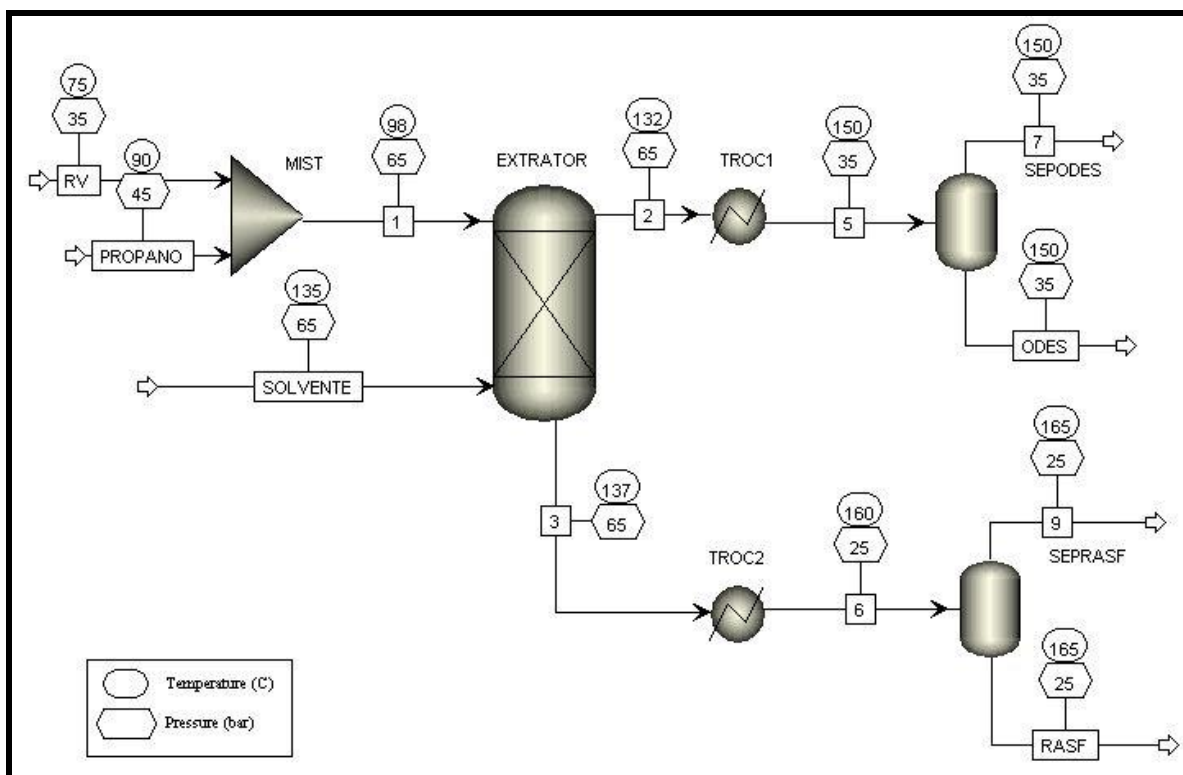 75
35
RV
90
45
PROPANO
MIST
98
65
1
EXTRATOR
135
65
SOLVENTE
132
65
2
TROC1
150
35
5
150
35
7
SEPODES
150
35
ODES
137
65
3
TROC2
160
25
6
165
25
9
SEPRASF
165
25
RASF
Temperature (C)
Pressure (bar)